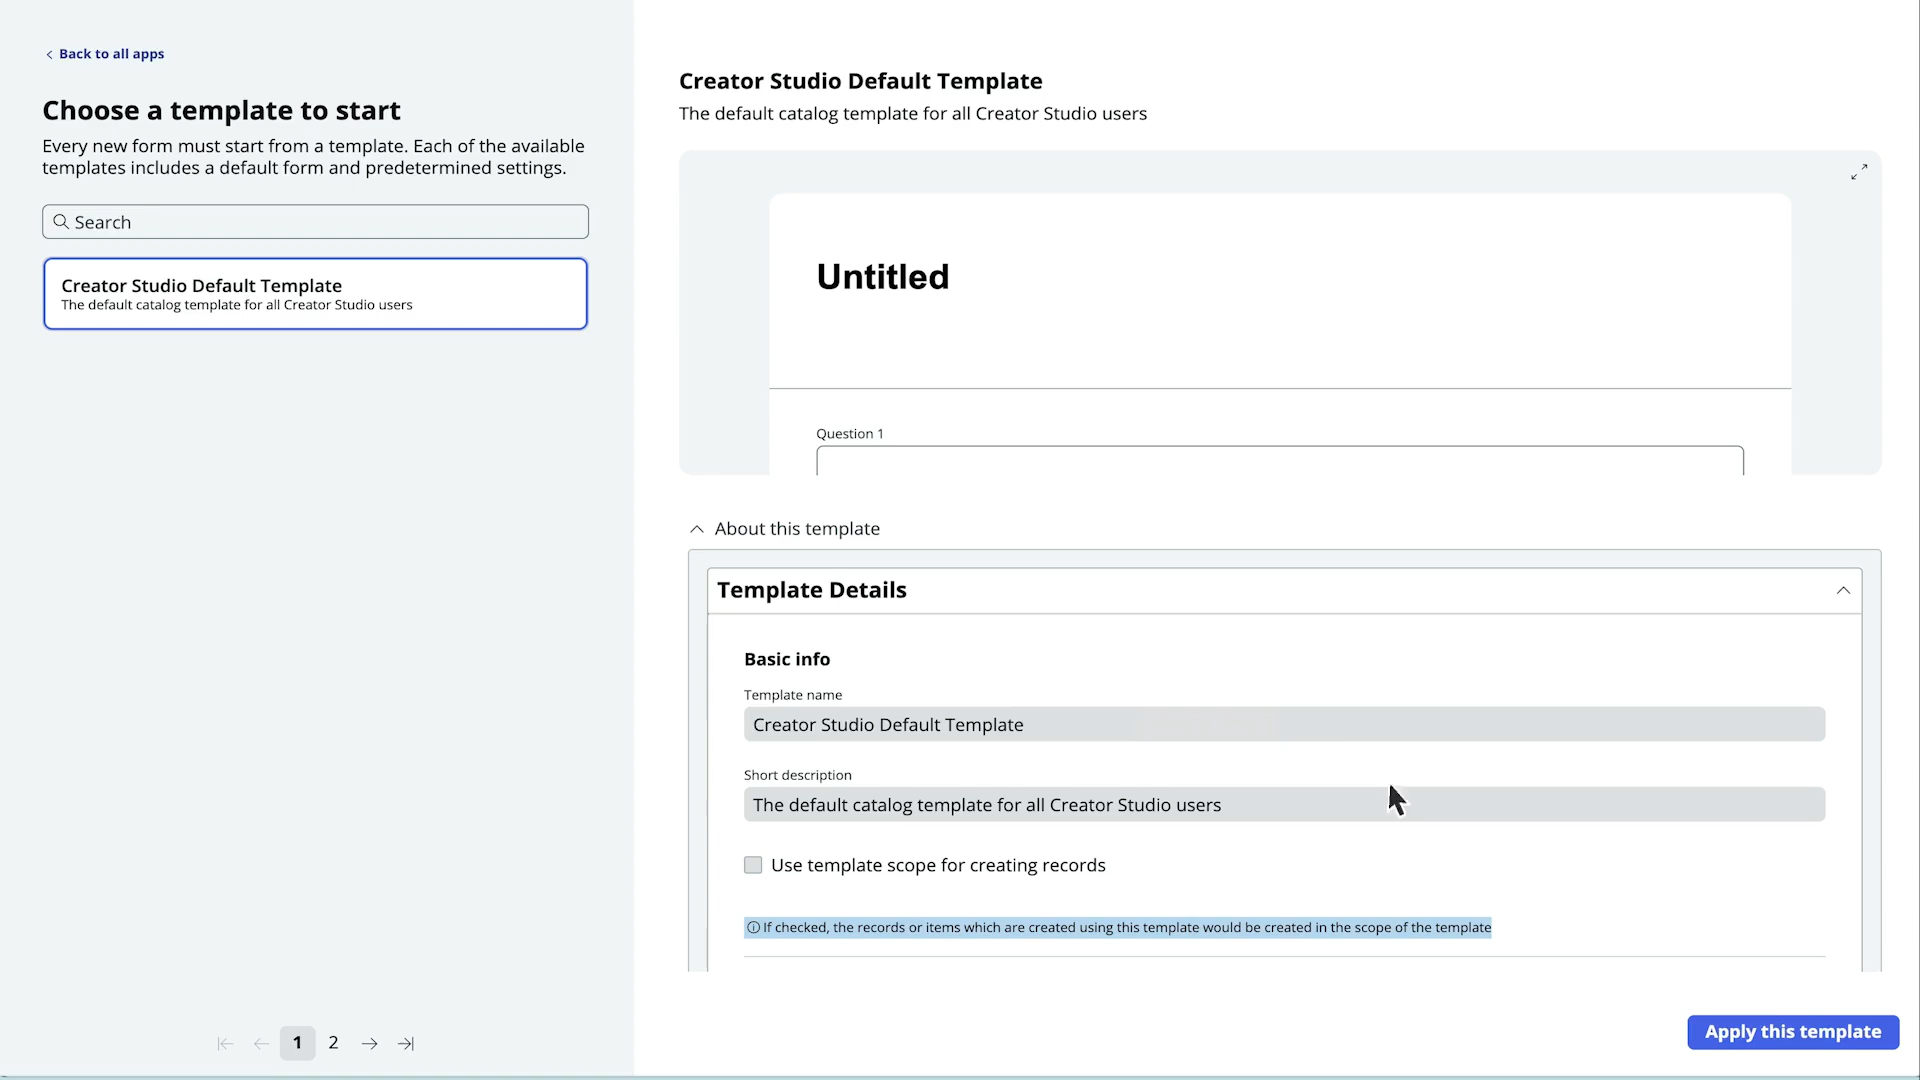 Back to all apps
Choose a template to start
Every new form must start from a template. Each of the available
templates includes a default form and predetermined settings.
Search
Creator Studio Default Template
The default catalog template for all Creator Studio users
1 2
Creator Studio Default Template
The default catalog template for all Creator Studio users
Untitled
Question 1
About this template
Template Details
Basic info
Template name
Creator Studio Default Template
Short description
The default catalog template for all Creator Studio users
Use template scope for creating records
If checked, the records or items which are created using this template would be created in the scope of the template
Apply this template